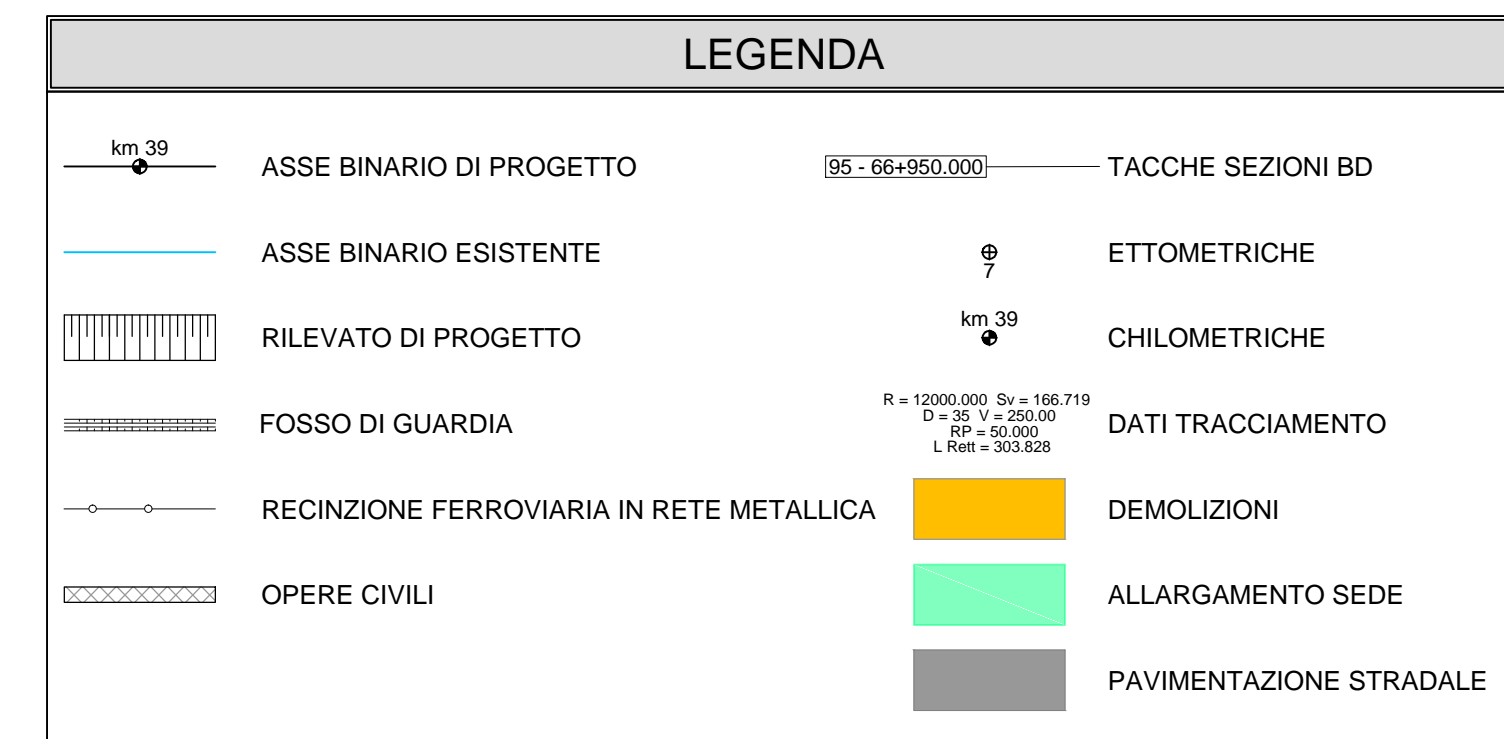 LEGENDA
km 39
ASSE BINARIO DI PROGETTO
ASSE BINARIO ESISTENTE
RILEVATO DI PROGETTO
FOSSO DI GUARDIA
RECINZIONE FERROVIARIA IN RETE METALLICA
OPERE CIVILI
95 - 66+950.000
TACCHE SEZIONI BD
7
ETTOMETRICHE
km 39
CHILOMETRICHE
R = 12000.000 Sv = 166.719
D = 35 V = 250.00
RP = 50.000
L Rett = 303.828
DATI TRACCIAMENTO
DEMOLIZIONI
ALLARGAMENTO SEDE
PAVIMENTAZIONE STRADALE